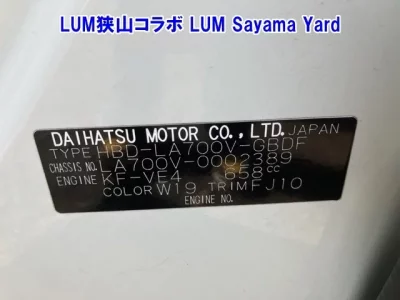 LUM狭山コラボ LUM Sayama Yard
DAIHATSU MOTOR CO., LTD. JAPAN
TYPE HBD-LA700V-GBDF
CHASSIS NO. LA700V-0002389
ENGINE KF-VE4 658cc
COLOR W19 TRIM FJ10
ENGINE NO.